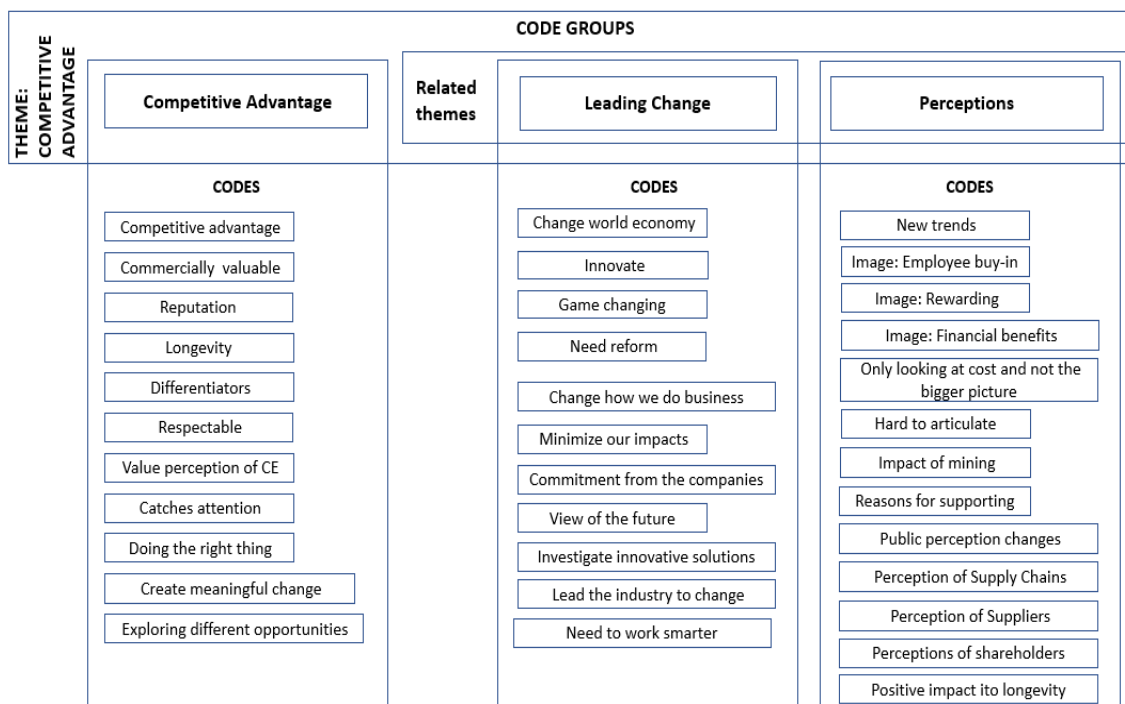 CODE GROUPS
THEME:
COMPETITIVE
ADVANTAGE
Competitive Advantage
Related
themes
Leading Change
Perceptions
CODES
Competitive advantage
Commercially valuable
Reputation
Longevity
Differentiators
Respectable
Value perception of CE
Catches attention
Doing the right thing
Create meaningful change
Exploring different opportunities
CODES
Change world economy
Innovate
Game changing
Need reform
Change how we do business
Minimize our impacts
Commitment from the companies
View of the future
Investigate innovative solutions
Lead the industry to change
Need to work smarter
CODES
New trends
Image: Employee buy-in
Image: Rewarding
Image: Financial benefits
Only looking at cost and not the
bigger picture
Hard to articulate
Impact of mining
Reasons for supporting
Public perception changes
Perception of Supply Chains
Perception of Suppliers
Perceptions of shareholders
Positive impact ito longevity